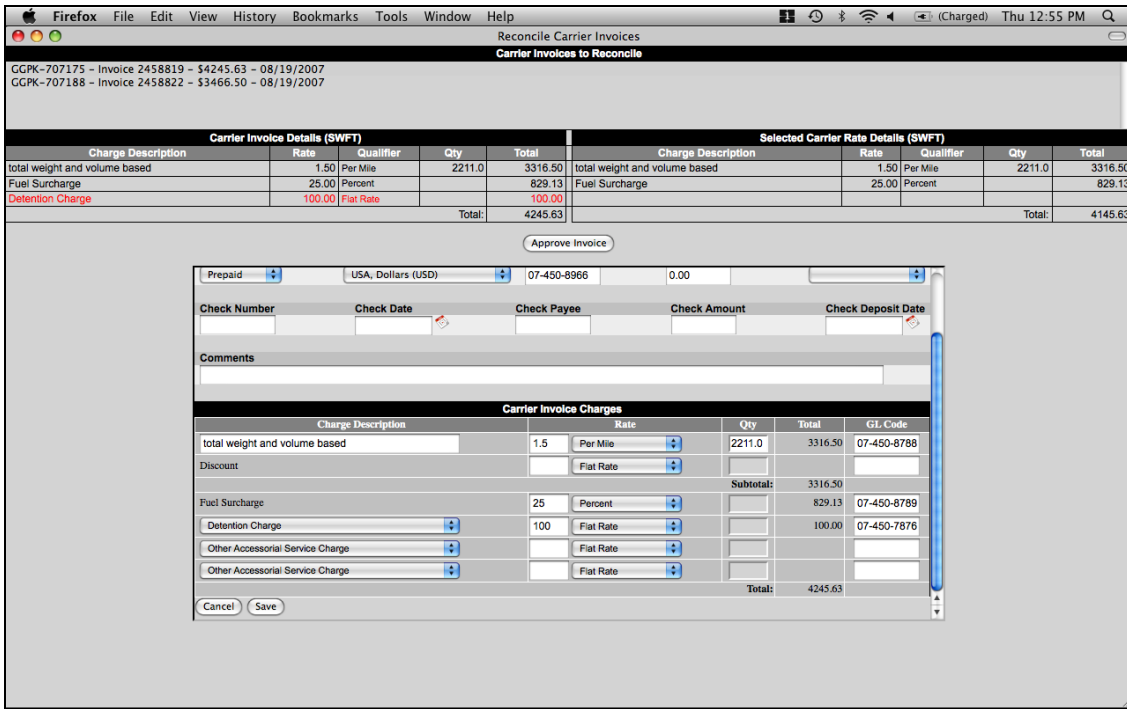 Firefox File Edit View History Bookmarks Tools Window Help (Charged) Thu 12:55 PM
Reconcile Carrier Invoices
Carrier Invoices to Reconcile
GGPK-707175 - Invoice 2458819 - $4245.63 - 08/19/2007
GGPK-707188 - Invoice 2458822 - $3466.50 - 08/19/2007
Carrier Invoice Details (SWFT) Selected Carrier Rate Details (SWFT)
Charge Description Rate Qualifier Qty Total Charge Description Rate Qualifier Qty Total
total weight and volume based 1.50 Per Mile 2211.0 3316.50 total weight and volume based 1.50 Per Mile 2211.0 3316.50
Fuel Surcharge 25.00 Percent 829.13 Fuel Surcharge 25.00 Percent 829.13
Detention Charge 100.00 Flat Rate 100.00
Total: 4245.63 Total: 4145.63
Approve Invoice
Prepaid USA, Dollars (USD) 07-450-8966 0.00
Check Number Check Date Check Payee Check Amount Check Deposit Date
Comments
Carrier Invoice Charges
Charge Description Rate Qty Total GL Code
total weight and volume based 1.5 Per Mile 2211.0 3316.50 07-450-8788
Discount Flat Rate
Subtotal: 3316.50
Fuel Surcharge 25 Percent 829.13 07-450-8789
Detention Charge 100 Flat Rate 100.00 07-450-7876
Other Accessorial Service Charge Flat Rate
Other Accessorial Service Charge Flat Rate
Total: 4245.63
Cancel Save